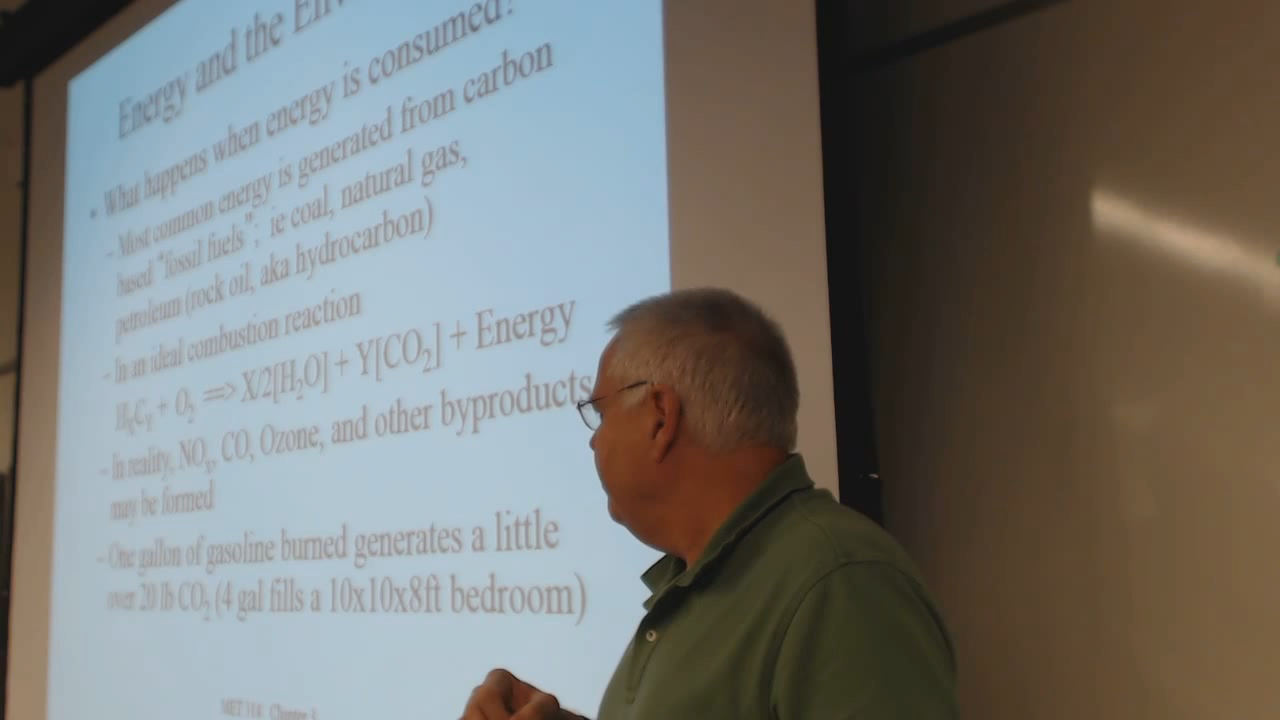 Energy and the
• What happens when energy is consumed?
- Most common energy is generated from carbon
based "fossil fuels"; ie coal, natural gas,
petroleum (rock oil, aka hydrocarbon)
- In an ideal combustion reaction
HₓCᵧ + O₂ => X/2[H₂O] + Y[CO₂] + Energy
- In reality, NOₓ, CO, Ozone, and other byproducts
may be formed
- One gallon of gasoline burned generates a little
over 20 lb CO₂ (4 gal fills a 10x10x8ft bedroom)
MET Chapter